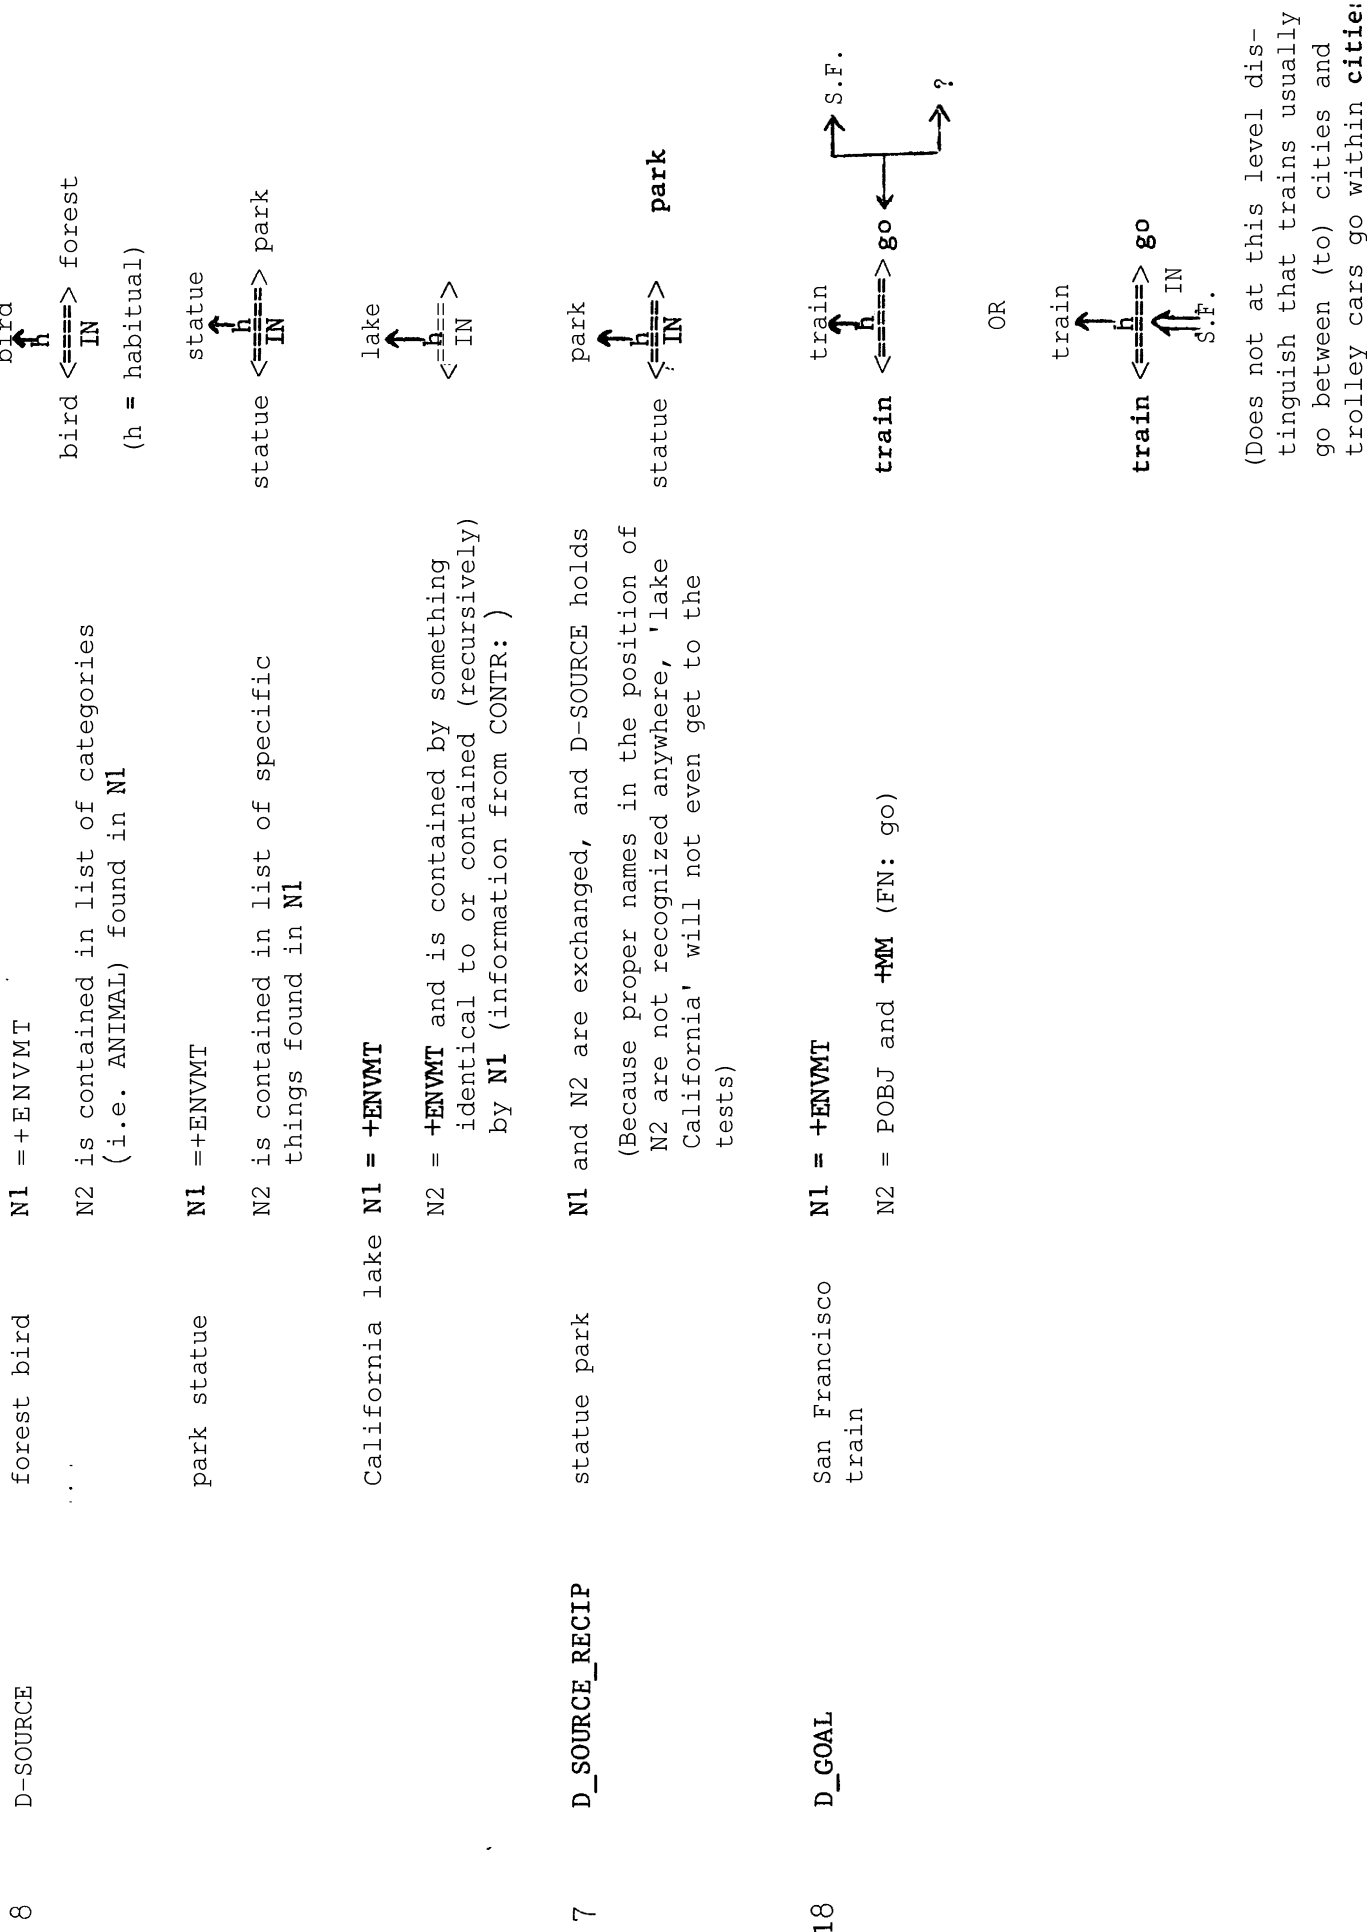 8 D-SOURCE forest bird N1 =+ENVMT
bird
h
N2 is contained in list of categories
(i.e. ANIMAL) found in N1
bird <=====> forest
IN
(h = habitual)
park statue N1 =+ENVMT
statue
h
N2 is contained in list of specific
things found in N1
statue <=====> park
IN
California lake N1 = +ENVMT
lake
h
N2 = +ENVMT and is contained by something
identical to or contained (recursively)
by N1 (information from CONTR: )
<=====>
IN
7 D_SOURCE_RECIP statue park N1 and N2 are exchanged, and D-SOURCE holds
park
h
(Because proper names in the position of
N2 are not recognized anywhere, 'lake
California' will not even get to the
tests)
statue <=====> park
IN
18 D_GOAL San Francisco
train
N1 = +ENVMT
N2 = POBJ and +MM (FN: go)
train
h
train <=====> go
S.F.
?
OR
train
h
train <=====> go
IN
S.F.
(Does not at this level dis-
tinguish that trains usually
go between (to) cities and
trolley cars go within cities